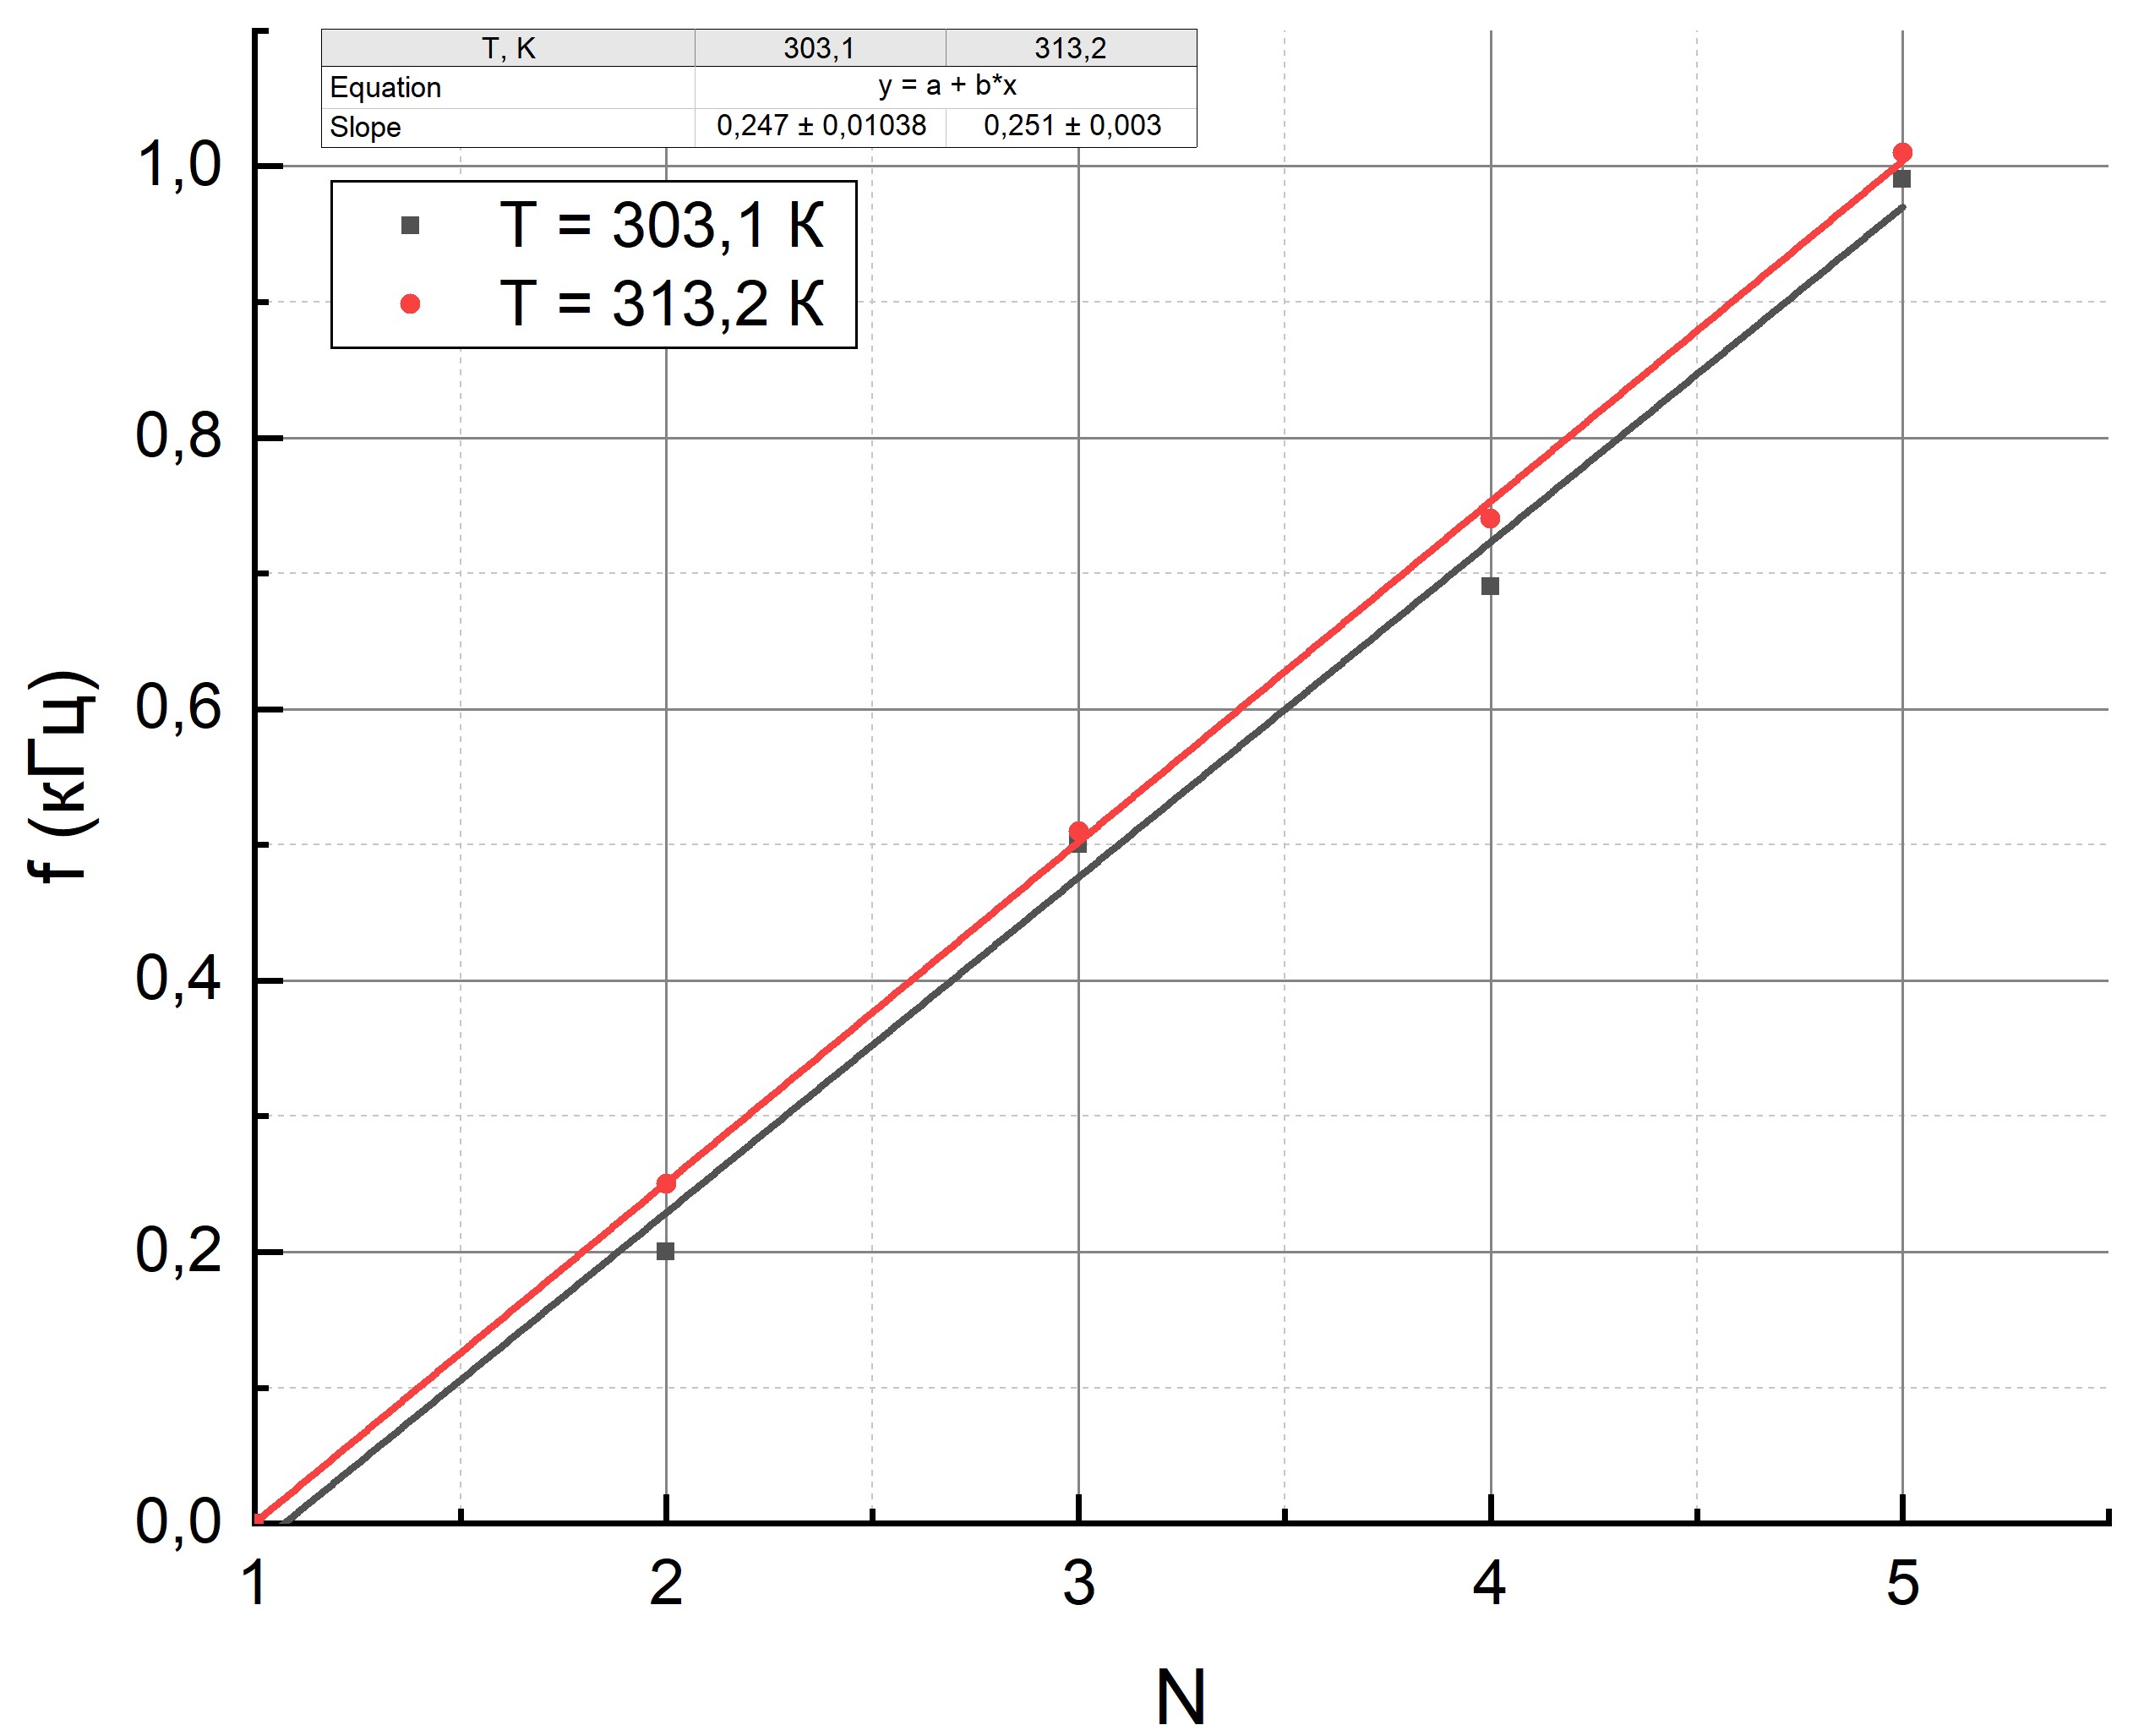 T, K 303,1 313,2
Equation y = a + b*x
Slope 0,247 ± 0,01038 0,251 ± 0,003
T = 303,1 К
T = 313,2 К
1,0
0,8
0,6
0,4
0,2
0,0
f (кГц)
1 2 3 4 5
N